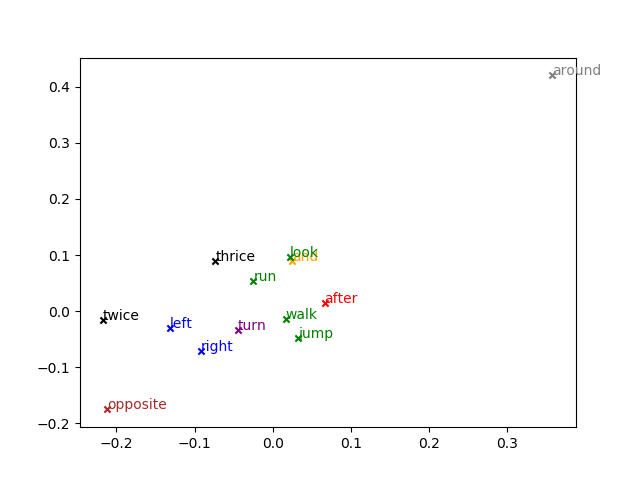 around
0.4
0.3
0.2
0.1
0.0
−0.1
−0.2
look
and
thrice
run
after
twice
walk
left
turn
jump
right
opposite
−0.2
−0.1
0.0
0.1
0.2
0.3